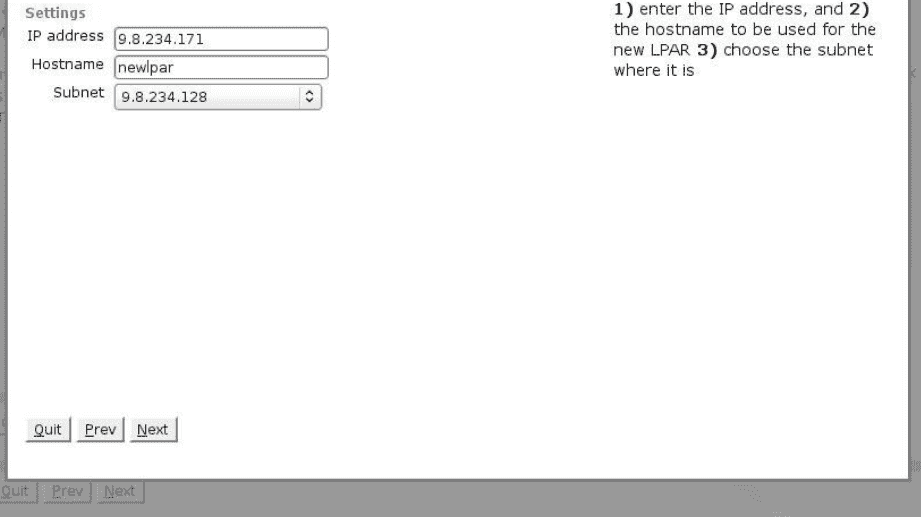 Settings
IP address 9.8.234.171
Hostname newlpar
Subnet 9.8.234.128
1) enter the IP address, and 2)
the hostname to be used for the
new LPAR 3) choose the subnet
where it is
Quit Prev Next
Quit Prev Next